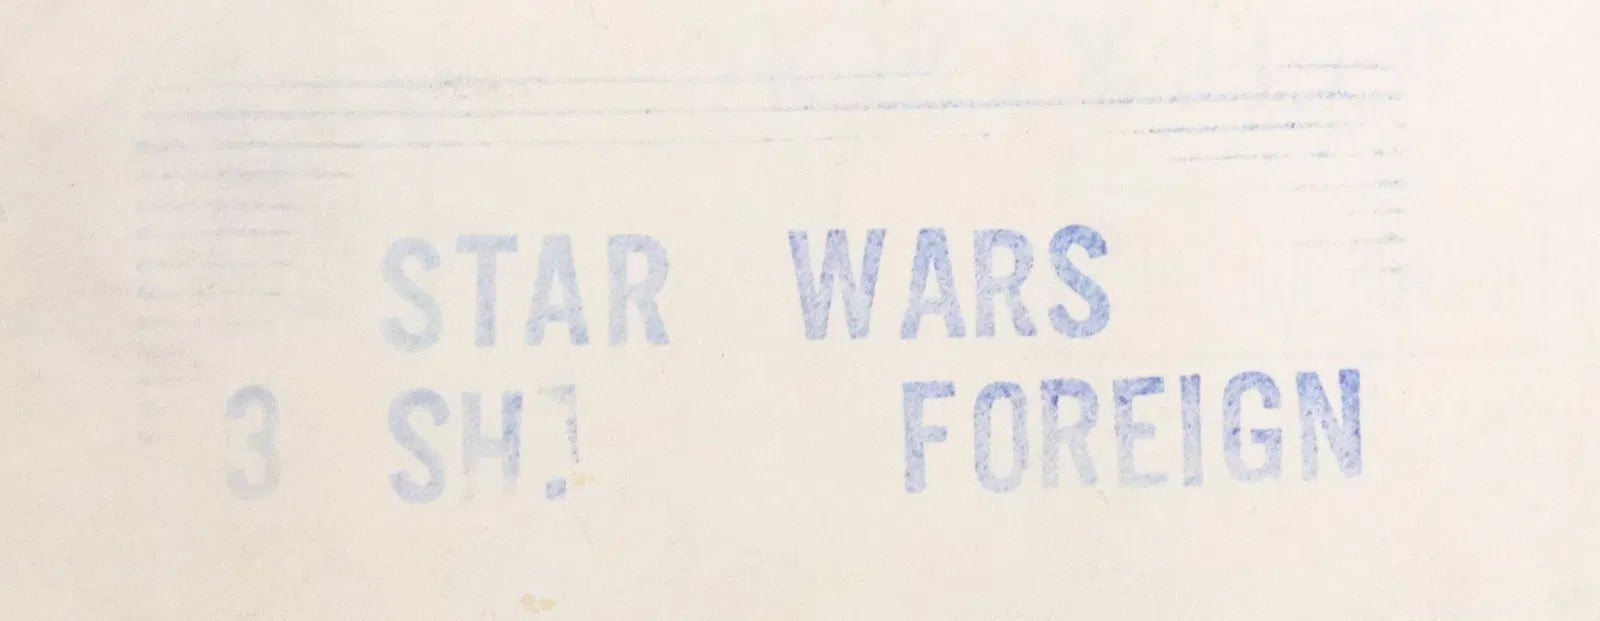 STAR WARS
3 SH. FOREIGN